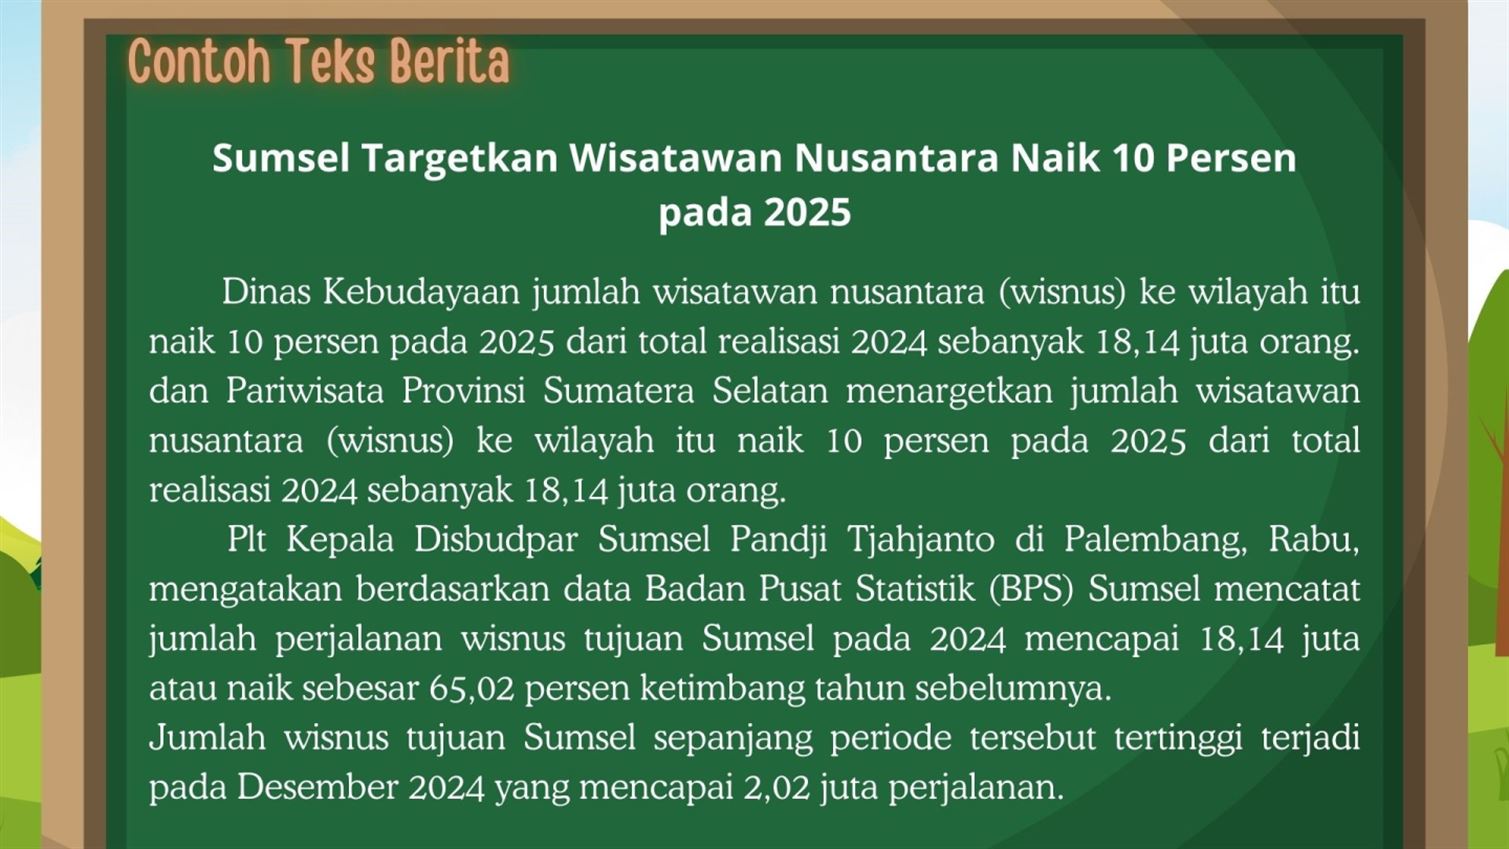 Contoh Teks Berita
Sumsel Targetkan Wisatawan Nusantara Naik 10 Persen
pada 2025
Dinas Kebudayaan jumlah wisatawan nusantara (wisnus) ke wilayah itu
naik 10 persen pada 2025 dari total realisasi 2024 sebanyak 18,14 juta orang.
dan Pariwisata Provinsi Sumatera Selatan menargetkan jumlah wisatawan
nusantara (wisnus) ke wilayah itu naik 10 persen pada 2025 dari total
realisasi 2024 sebanyak 18,14 juta orang.
Plt Kepala Disbudpar Sumsel Pandji Tjahjanto di Palembang, Rabu,
mengatakan berdasarkan data Badan Pusat Statistik (BPS) Sumsel mencatat
jumlah perjalanan wisnus tujuan Sumsel pada 2024 mencapai 18,14 juta
atau naik sebesar 65,02 persen ketimbang tahun sebelumnya.
Jumlah wisnus tujuan Sumsel sepanjang periode tersebut tertinggi terjadi
pada Desember 2024 yang mencapai 2,02 juta perjalanan.